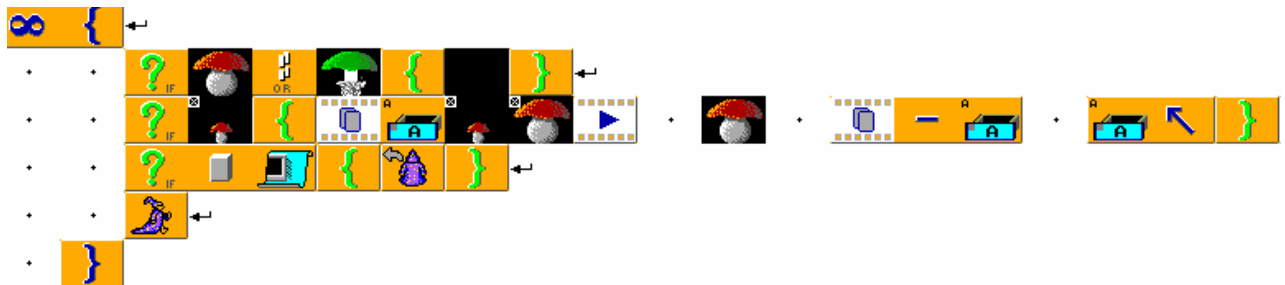 ∞ {
? IF OR { }
? IF { A A } − A A A }
? IF { }
}